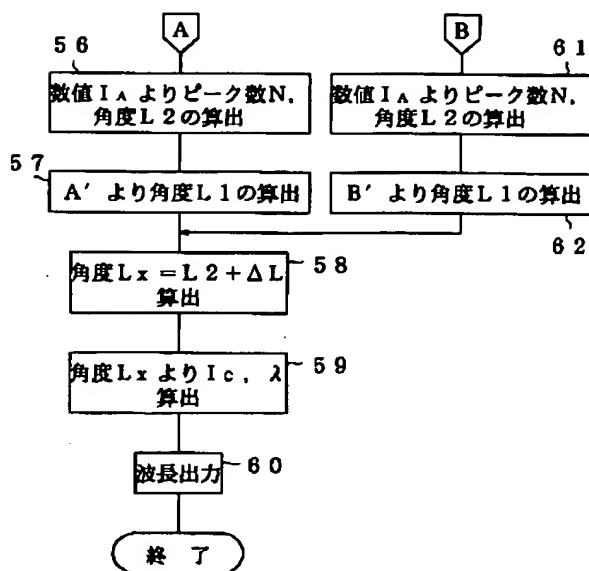 A
B
56
数値IAよりピーク数N,
角度L2の算出
61
数値IAよりピーク数N,
角度L2の算出
57
A′より角度L1の算出
B′より角度L1の算出
62
角度Lx=L2+ΔL
算出
58
角度LxよりIc,λ
算出
59
波長出力
60
終 了